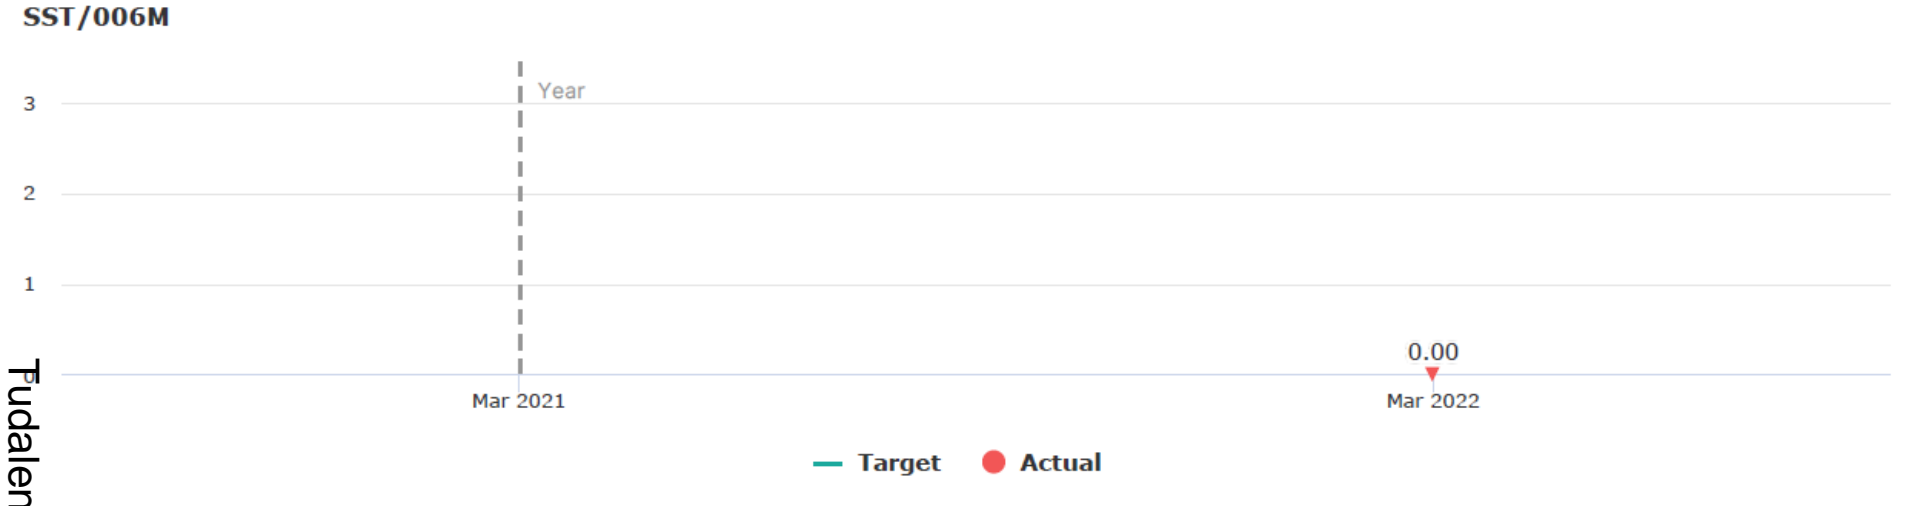 SST/006M
Year
3
2
1
0.00
Mar 2021
Mar 2022
Target
Actual
Tudalen